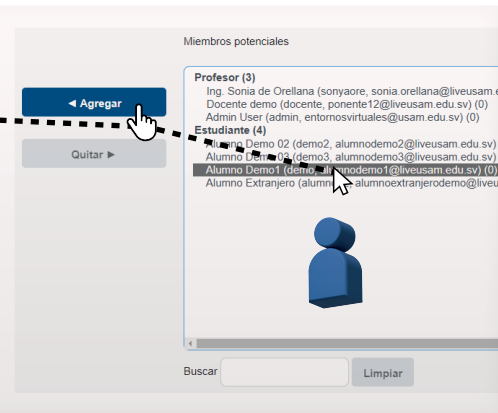 Miembros potenciales
Profesor (3)
Ing. Sonia de Orellana (sonyaore, sonia.orellana@liveusam.e
Docente demo (docente, ponente12@liveusam.edu.sv) (0)
Admin User (admin, entornosvirtuales@usam.edu.sv) (0)
Estudiante (4)
Alumno Demo 02 (demo2, alumnodemo2@liveusam.edu.sv)
Alumno Demo 03 (demo3, alumnodemo3@liveusam.edu.sv)
Alumno Demo1 (demo, alumnodemo1@liveusam.edu.sv) (0)
Alumno Extranjero ( alumnoextranjerodemo@liveu
◄ Agregar
Quitar ►
Buscar
Limpiar